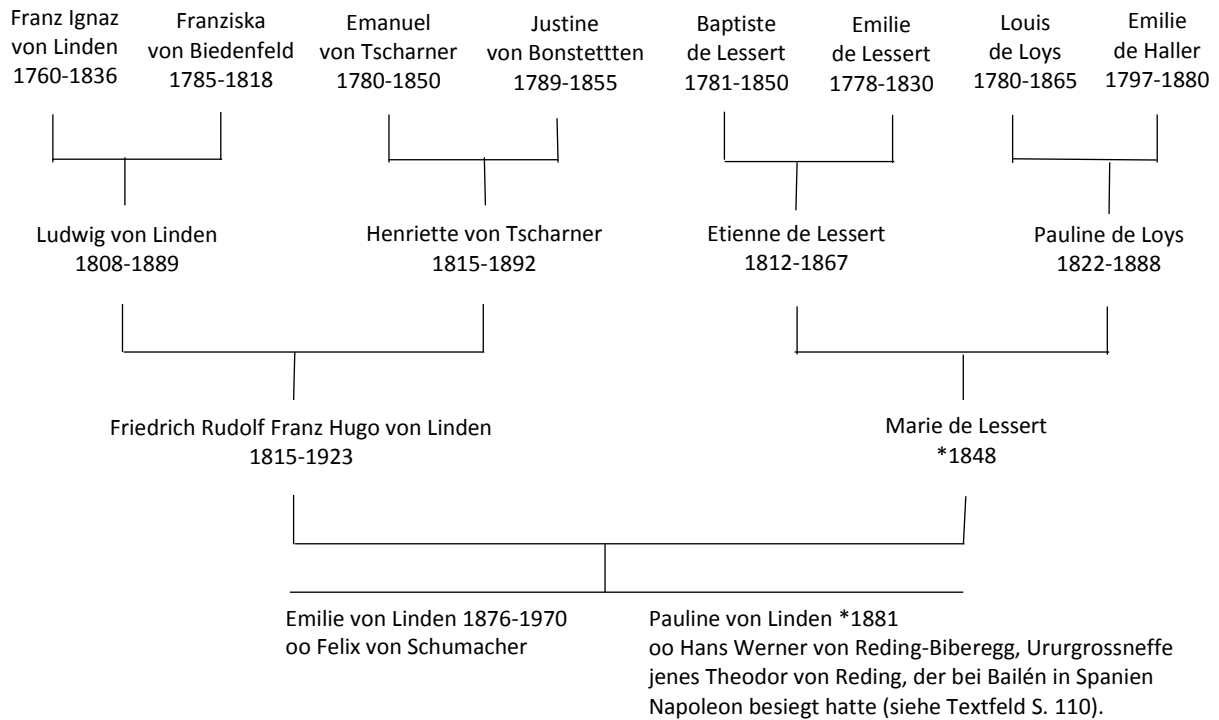 Franz Ignaz
von Linden
1760-1836
Franziska
von Biedenfeld
1785-1818
Emanuel
von Tscharner
1780-1850
Justine
von Bonstettten
1789-1855
Baptiste
de Lessert
1781-1850
Emilie
de Lessert
1778-1830
Louis
de Loys
1780-1865
Emilie
de Haller
1797-1880
Ludwig von Linden
1808-1889
Henriette von Tscharner
1815-1892
Etienne de Lessert
1812-1867
Pauline de Loys
1822-1888
Friedrich Rudolf Franz Hugo von Linden
1815-1923
Marie de Lessert
*1848
Emilie von Linden 1876-1970
oo Felix von Schumacher
Pauline von Linden *1881
oo Hans Werner von Reding-Biberegg, Ururgrossneffe
jenes Theodor von Reding, der bei Bailén in Spanien
Napoleon besiegt hatte (siehe Textfeld S. 110).